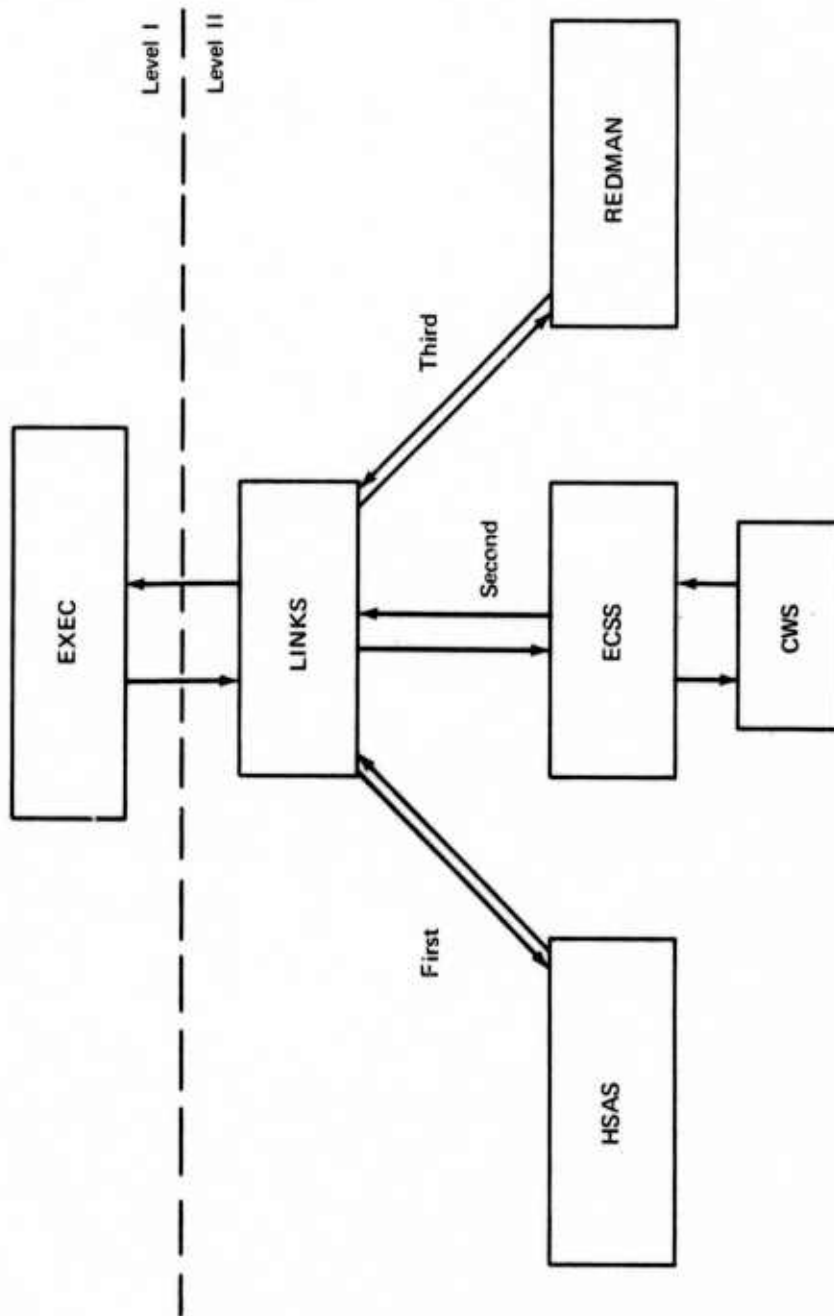 EXEC
Level I
Level II
LINKS
First
Second
Third
HSAS
ECSS
REDMAN
CWS